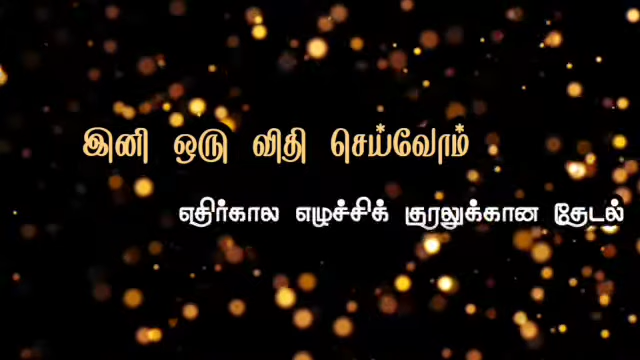 இனி ஒரு விதி செய்வோம்
எதிர்கால எழுச்சிக் குரலுக்கான தேடல்